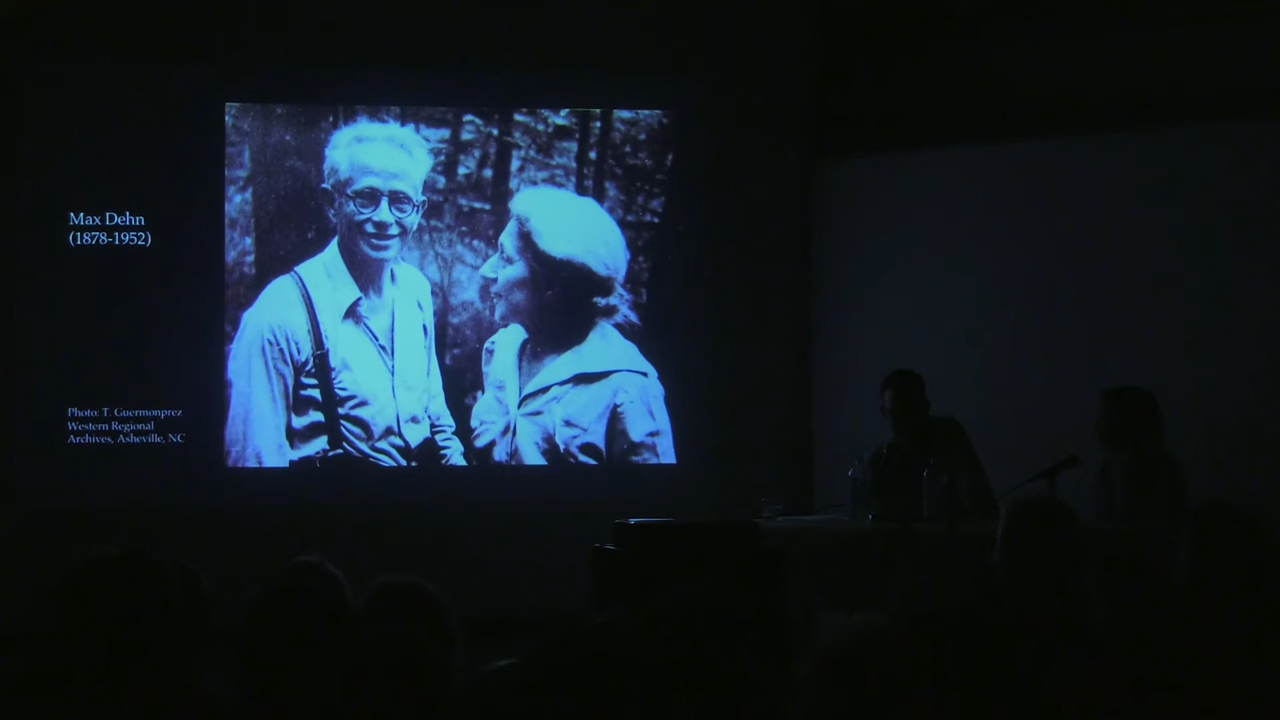 Max Dehn
(1878-1952)
Photo: T. Guermonprez
Western Regional
Archives, Asheville, NC